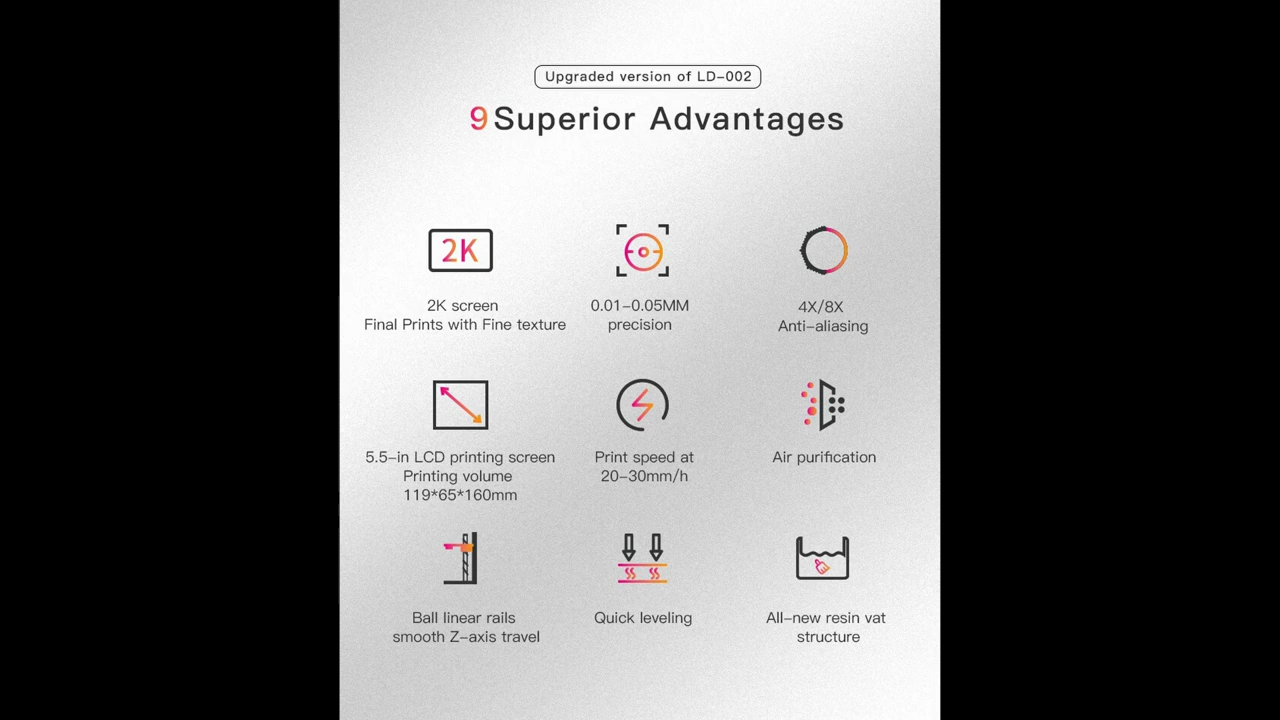 Upgraded version of LD-002
9 Superior Advantages
2K
2K screen
Final Prints with Fine texture
0.01-0.05MM
precision
4X/8X
Anti-aliasing
5.5-in LCD printing screen
Printing volume
119*65*160mm
Print speed at
20-30mm/h
Air purification
Ball linear rails
smooth Z-axis travel
Quick leveling
All-new resin vat
structure